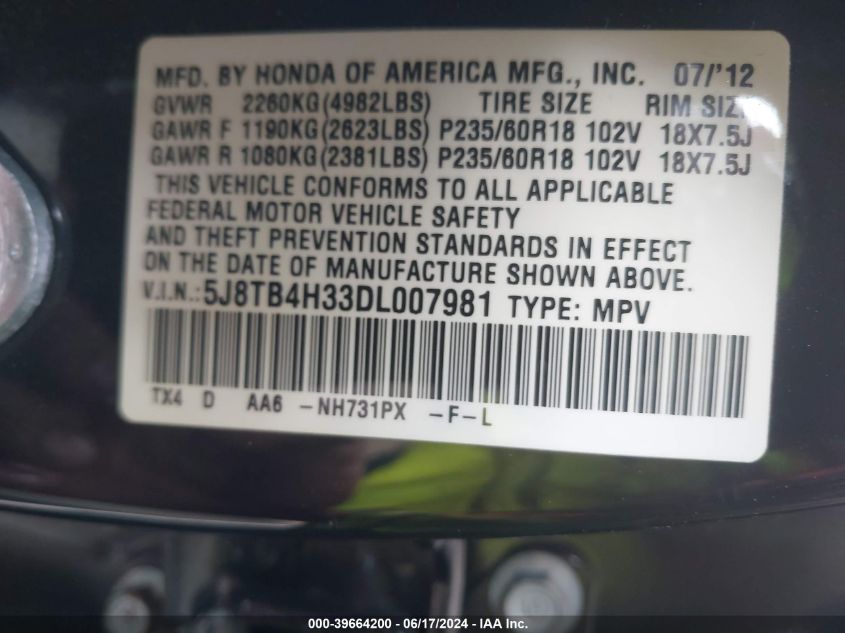 MFD. BY HONDA OF AMERICA MFG., INC. 07/'12
GVWR 2260KG(4982LBS) TIRE SIZE RIM SIZE
GAWR F 1190KG(2623LBS) P235/60R18 102V 18X7.5J
GAWR R 1080KG(2381LBS) P235/60R18 102V 18X7.5J
THIS VEHICLE CONFORMS TO ALL APPLICABLE
FEDERAL MOTOR VEHICLE SAFETY
AND THEFT PREVENTION STANDARDS IN EFFECT
ON THE DATE OF MANUFACTURE SHOWN ABOVE.
V.I.N.:5J8TB4H33DL007981 TYPE: MPV
TX4 D AA6 -NH731PX -F-L
000-39664200 - 06/17/2024 - IAA Inc.